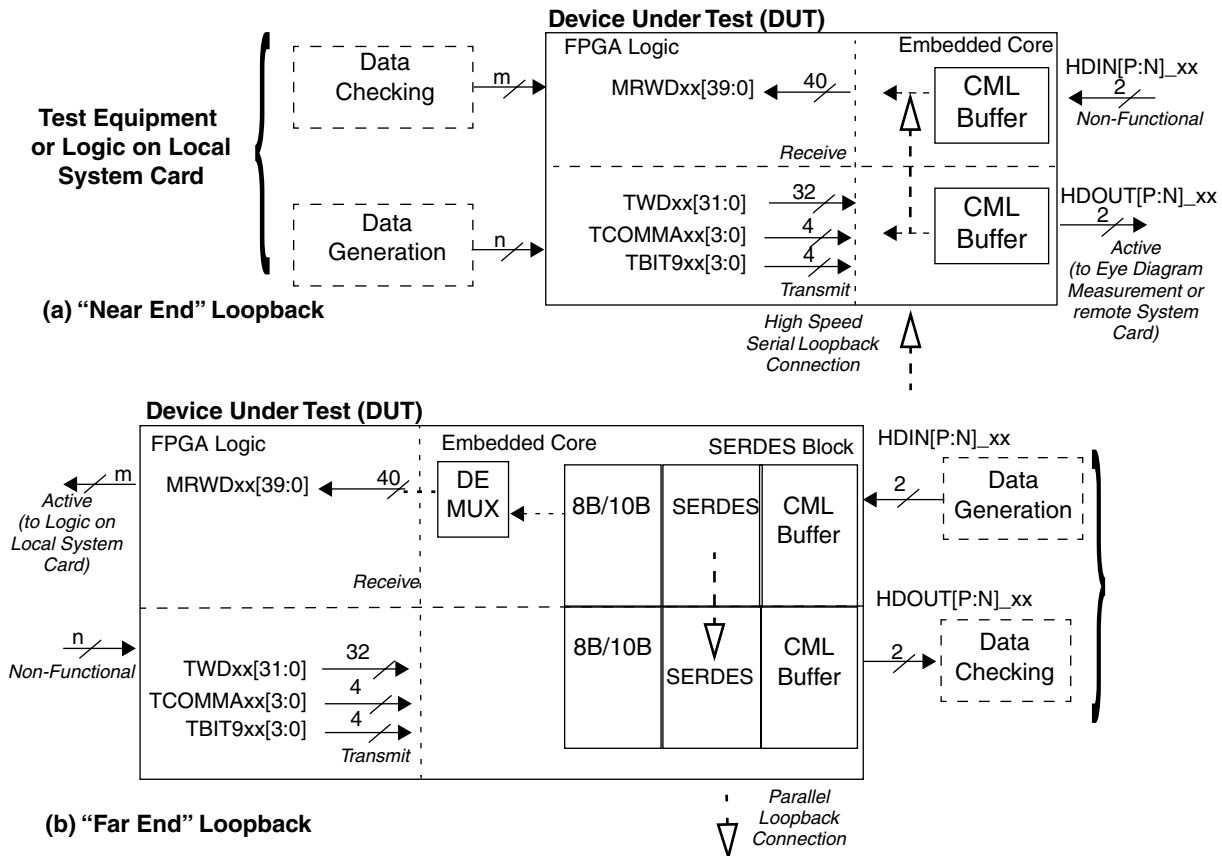 Device Under Test (DUT)
FPGA Logic
Embedded Core
Test Equipment
or Logic on Local
System Card
Data
Checking
m
MRWDxx[39:0]
40
CML
Buffer
HDIN[P:N]_xx
2
Non-Functional
Receive
Data
Generation
n
TWDxx[31:0]
32
TCOMMAxx[3:0]
4
TBIT9xx[3:0]
4
Transmit
CML
Buffer
HDOUT[P:N]_xx
2
Active
(to Eye Diagram
Measurement or
remote System
Card)
(a) “Near End” Loopback
High Speed
Serial Loopback
Connection
Device Under Test (DUT)
FPGA Logic
Embedded Core
SERDES Block
m
Active
(to Logic on
Local System
Card)
MRWDxx[39:0]
40
DE
MUX
8B/10B
SERDES
CML
Buffer
HDIN[P:N]_xx
2
Data
Generation
Receive
n
Non-Functional
TWDxx[31:0]
32
TCOMMAxx[3:0]
4
TBIT9xx[3:0]
4
Transmit
8B/10B
SERDES
CML
Buffer
HDOUT[P:N]_xx
2
Data
Checking
(b) “Far End” Loopback
Parallel
Loopback
Connection